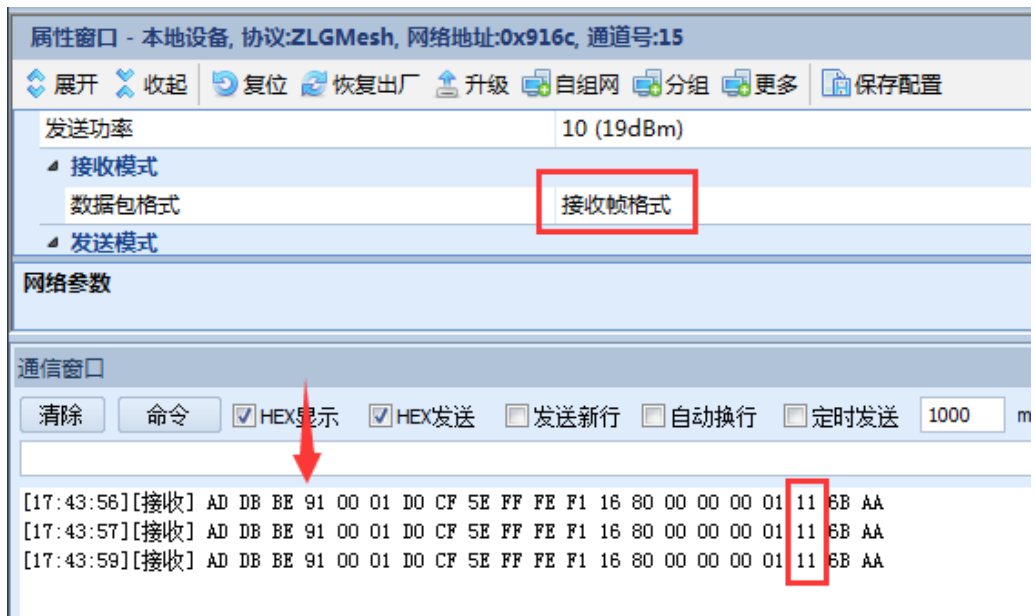 属性窗口 - 本地设备, 协议:ZLGMesh, 网络地址:0x916c, 通道号:15
展开 收起 复位 恢复出厂 升级 自组网 分组 更多 保存配置
发送功率 10 (19dBm)
接收模式
数据包格式 接收帧格式
发送模式
网络参数
通信窗口
清除 命令 HEX显示 HEX发送 发送新行 自动换行 定时发送 1000 m
[17:43:56][接收] AD DB BE 91 00 01 D0 CF 5E FF FE F1 16 80 00 00 00 01 11 6B AA
[17:43:57][接收] AD DB BE 91 00 01 D0 CF 5E FF FE F1 16 80 00 00 00 01 11 6B AA
[17:43:59][接收] AD DB BE 91 00 01 D0 CF 5E FF FE F1 16 80 00 00 00 01 11 6B AA